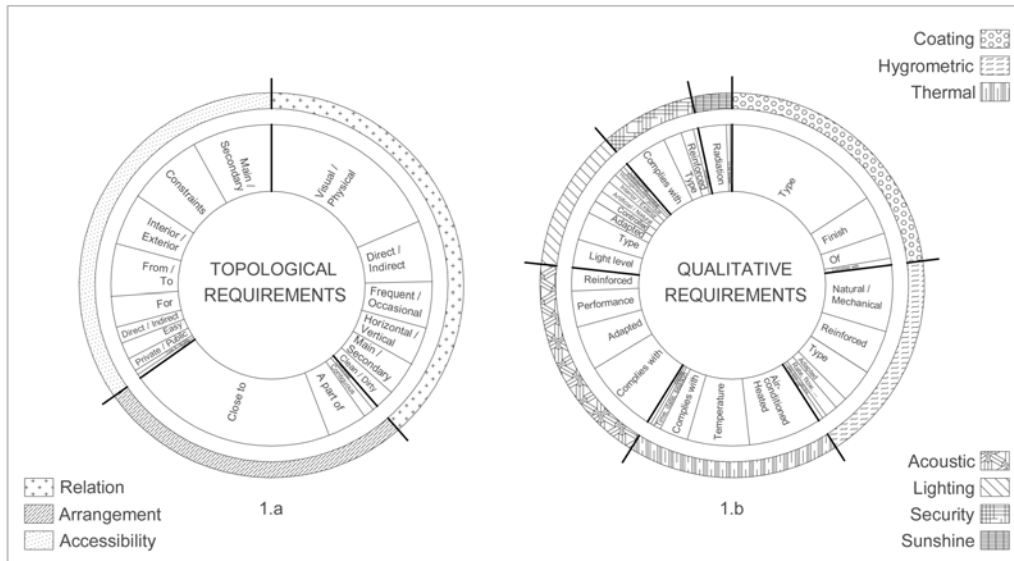 Coating
Hygrometric
Thermal
TOPOLOGICAL
REQUIREMENTS
Visual /
Physical
Direct /
Indirect
Frequent /
Occasional
Horizontal /
Vertical
Main /
Secondary
Clean / Dirty
Contiguous
A part of
Close to
Private / Public
Easy
Direct / Indirect
For
From /
To
Interior /
Exterior
Constraints
Main /
Secondary
QUALITATIVE
REQUIREMENTS
Type
Finish
Of
Natural /
Mechanical
Reinforced
Type
Adapted
Air-
conditioned
Heated
Temperature
Complies with
Complies with
Adapted
Performance
Reinforced
Light level
Type
Adapted
Controlled
Complies with
Type
Reinforced
Radiation
Relation
Arrangement
Accessibility
1.a
1.b
Acoustic
Lighting
Security
Sunshine